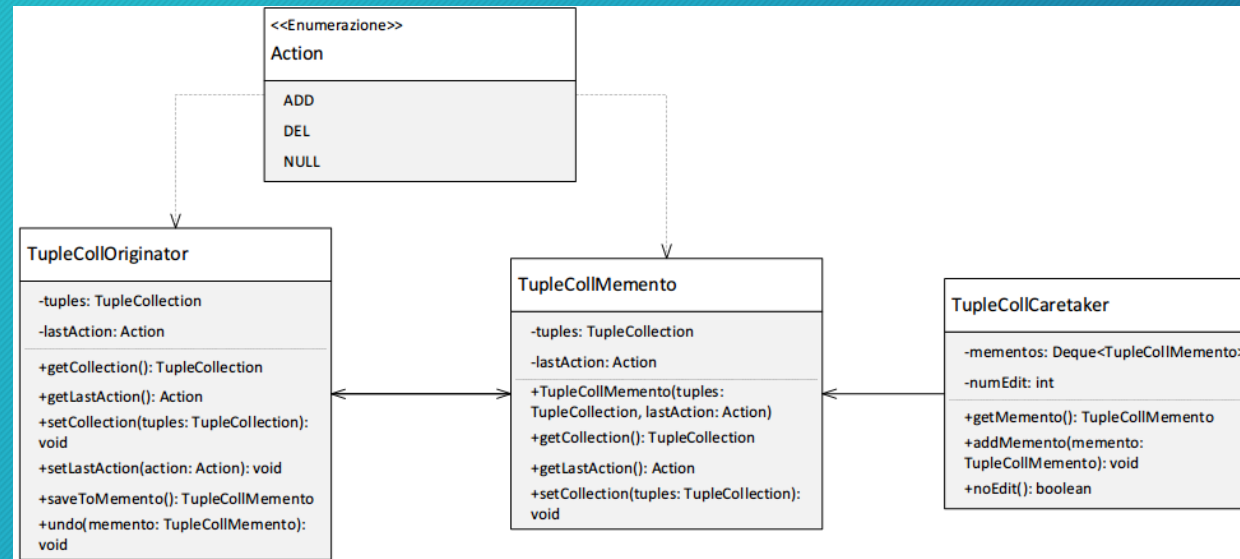 <<Enumerazione>>
Action
ADD
DEL
NULL
TupleCollOriginator
-tuples: TupleCollection
-lastAction: Action
+getCollection(): TupleCollection
+getLastAction(): Action
+setCollection(tuples: TupleCollection):
void
+setLastAction(action: Action): void
+saveToMemento(): TupleCollMemento
+undo(memento: TupleCollMemento):
void
TupleCollMemento
-tuples: TupleCollection
-lastAction: Action
+TupleCollMemento(tuples:
TupleCollection, lastAction: Action)
+getCollection(): TupleCollection
+getLastAction(): Action
+setCollection(tuples: TupleCollection):
void
TupleCollCaretaker
-mementos: Deque<TupleCollMemento>
-numEdit: int
+getMemento(): TupleCollMemento
+addMemento(memento:
TupleCollMemento): void
+noEdit(): boolean